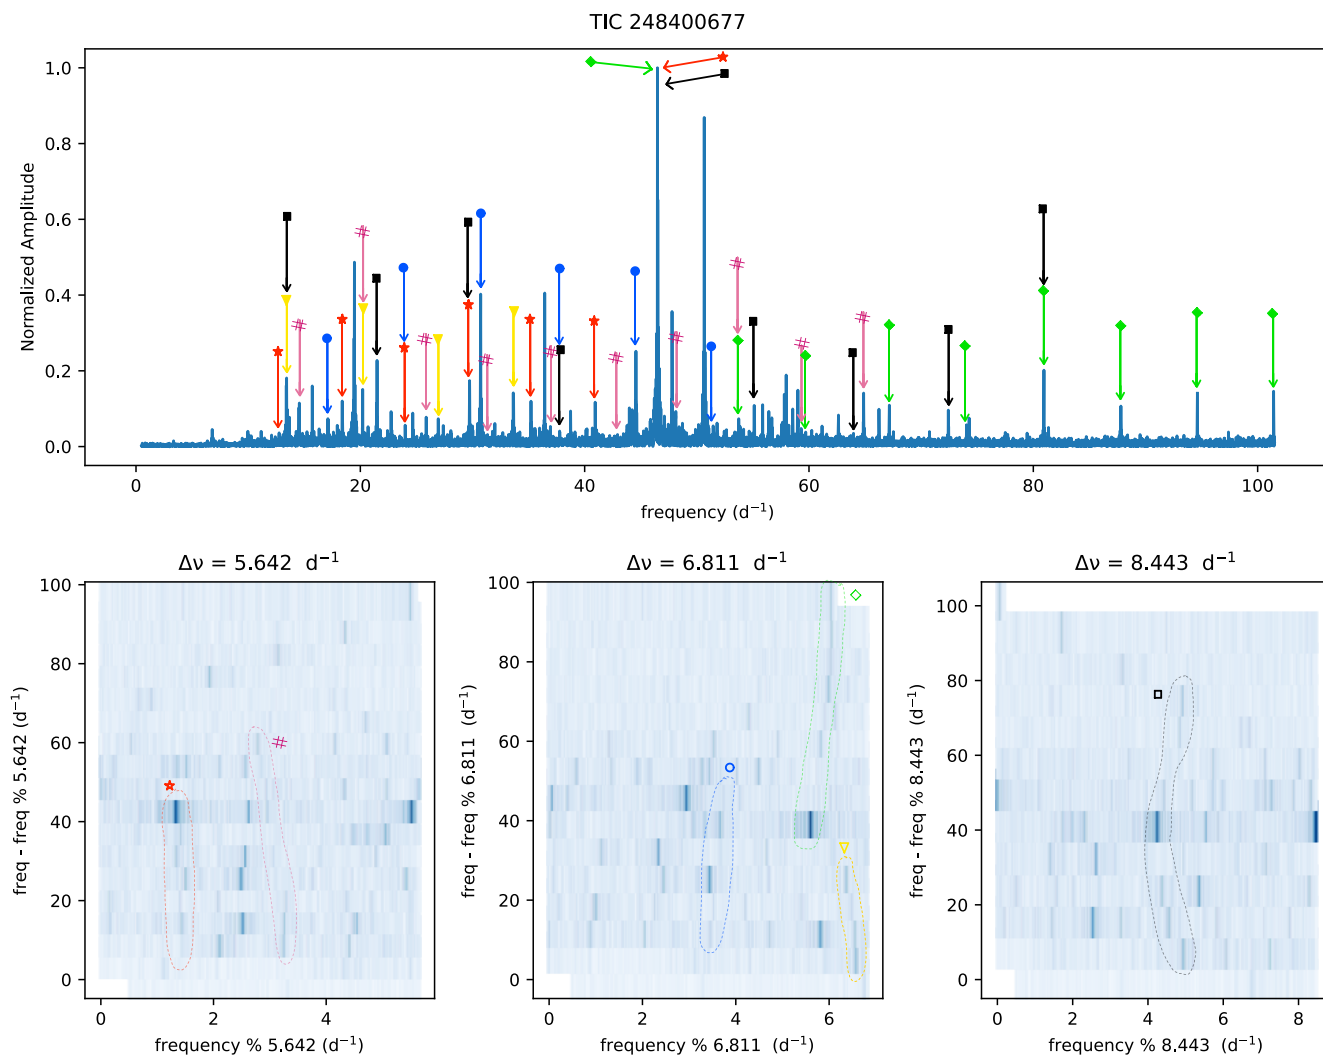 TIC 248400677
1.0
0.8
0.6
0.4
0.2
0.0
Normalized Amplitude
0 20 40 60 80 100
frequency (d⁻¹)
Δν = 5.642 d⁻¹
100
80
60
40
20
0
freq - freq % 5.642 (d⁻¹)
0 2 4
frequency % 5.642 (d⁻¹)
Δν = 6.811 d⁻¹
100
80
60
40
20
0
freq - freq % 6.811 (d⁻¹)
0 2 4 6
frequency % 6.811 (d⁻¹)
Δν = 8.443 d⁻¹
100
80
60
40
20
0
freq - freq % 8.443 (d⁻¹)
0 2 4 6 8
frequency % 8.443 (d⁻¹)